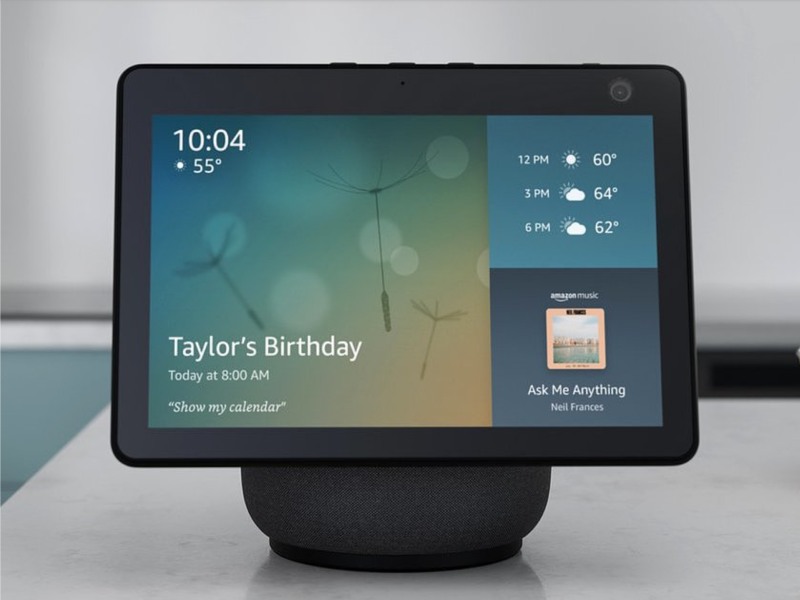 10:04
55°
Taylor's Birthday
Today at 8:00 AM
“Show my calendar”
12 PM 60°
3 PM 64°
6 PM 62°
amazon music
NEIL FRANCES
Ask Me Anything
Neil Frances